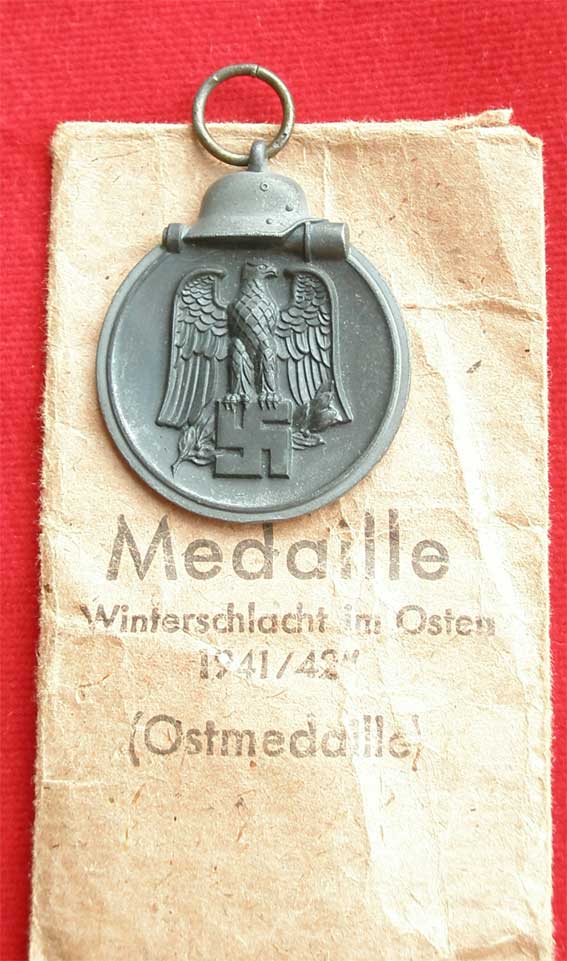 Medaille
Winterschlacht im Osten
1941/42“
(Ostmedaille)